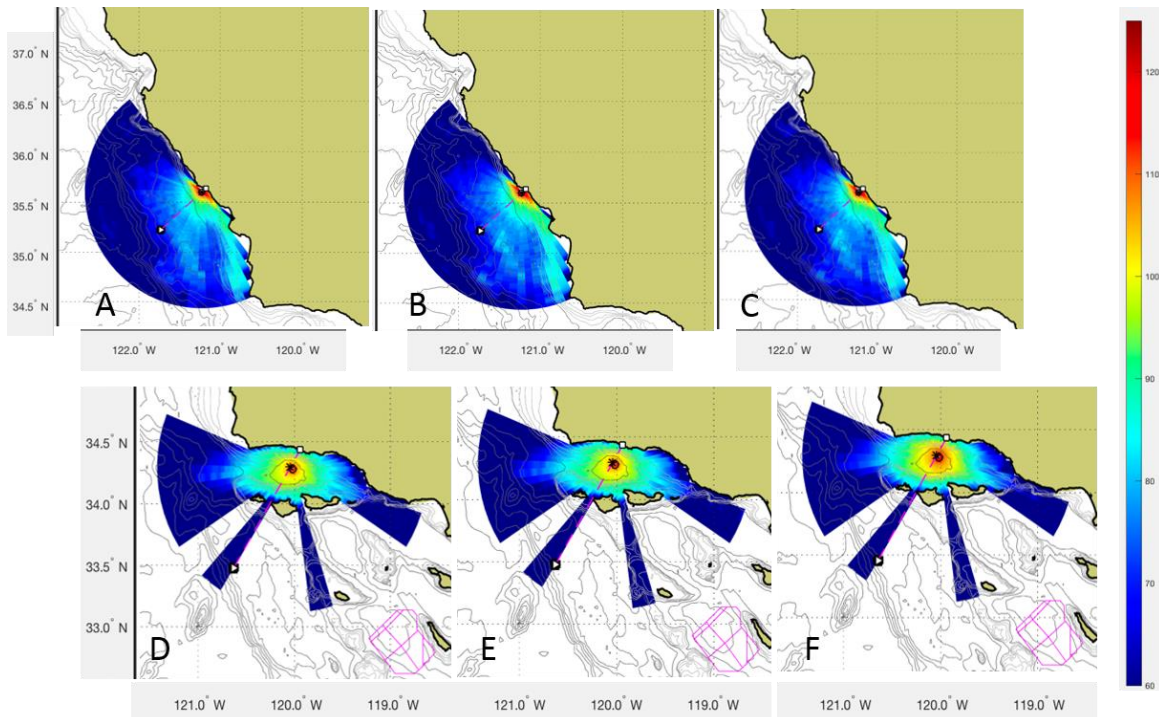 37.0° N
36.5° N
36.0° N
35.5° N
35.0° N
34.5° N
A
B
C
122.0° W 121.0° W 120.0° W
122.0° W 121.0° W 120.0° W
122.0° W 121.0° W 120.0° W
34.5° N
34.0° N
33.5° N
33.0° N
D
E
F
121.0° W 120.0° W 119.0° W
121.0° W 120.0° W 119.0° W
121.0° W 120.0° W 119.0° W
120
110
100
90
80
70
60